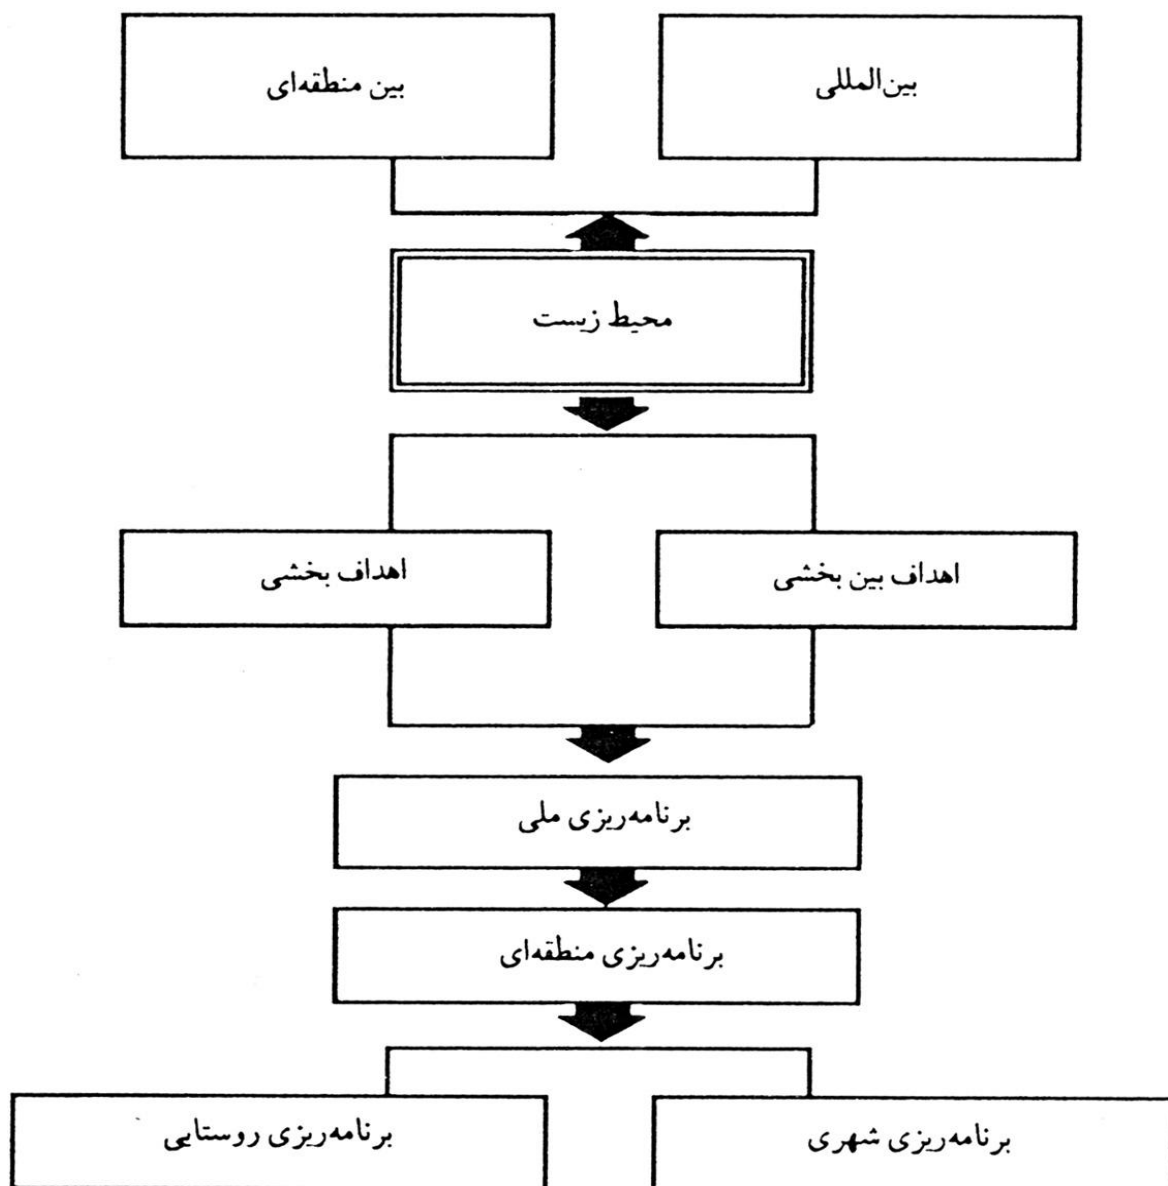 بین‌المللی
بین منطقه‌ای
محیط زیست
اهداف بین بخشی
اهداف بخشی
برنامه‌ریزی ملی
برنامه‌ریزی منطقه‌ای
برنامه‌ریزی شهری
برنامه‌ریزی روستایی